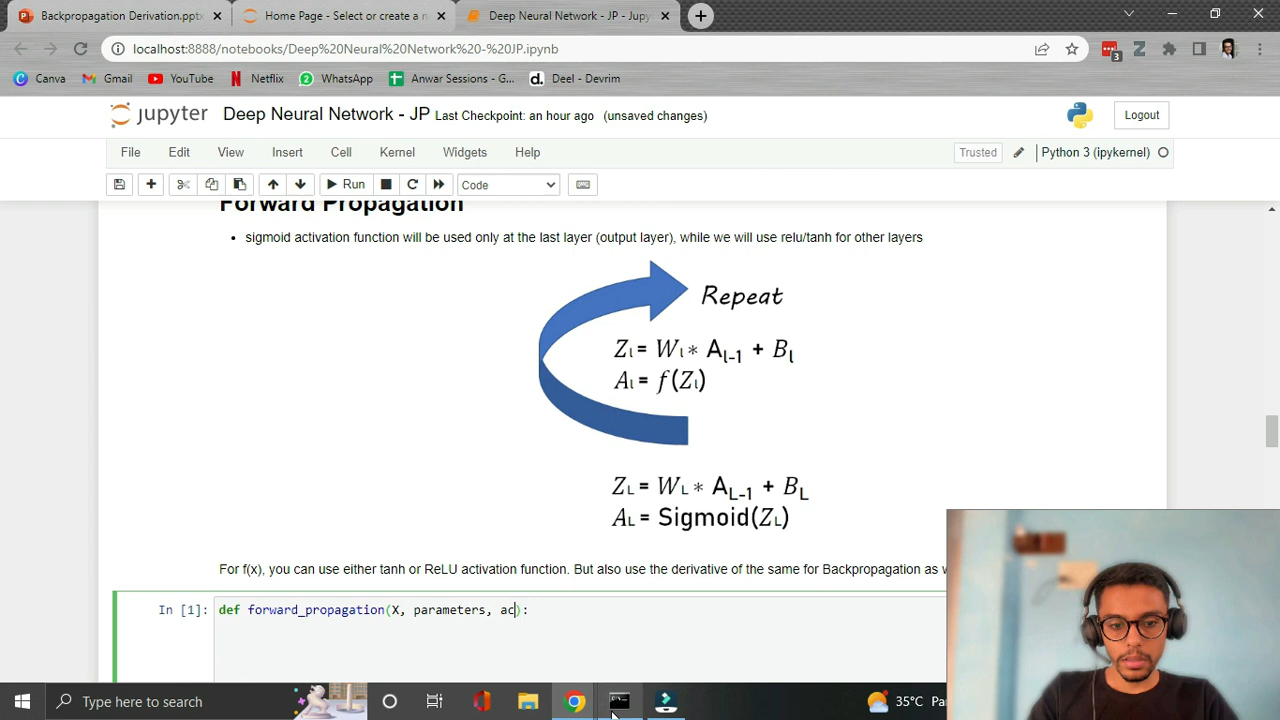 Backpropagation Derivation.pptx
Home Page - Select or create a n
Deep Neural Network - JP - Jupy
localhost:8888/notebooks/Deep%20Neural%20Network%20-%20JP.ipynb
3
Canva
Gmail
YouTube
Netflix
WhatsApp
Anwar Sessions - G...
d.
Deel - Devrim
jupyter
Deep Neural Network - JP
Last Checkpoint: an hour ago
(unsaved changes)
Logout
File
Edit
View
Insert
Cell
Kernel
Widgets
Help
Trusted
Python 3 (ipykernel)
Run
Code
Forward Propagation
• sigmoid activation function will be used only at the last layer (output layer), while we will use relu/tanh for other layers
Repeat
Zl = Wl * Al-1 + Bl
Al = f(Zl)
ZL = WL * AL-1 + BL
AL = Sigmoid(ZL)
For f(x), you can use either tanh or ReLU activation function. But also use the derivative of the same for Backpropagation as
In [1]: def forward_propagation(X, parameters, ac):
Type here to search
35°C